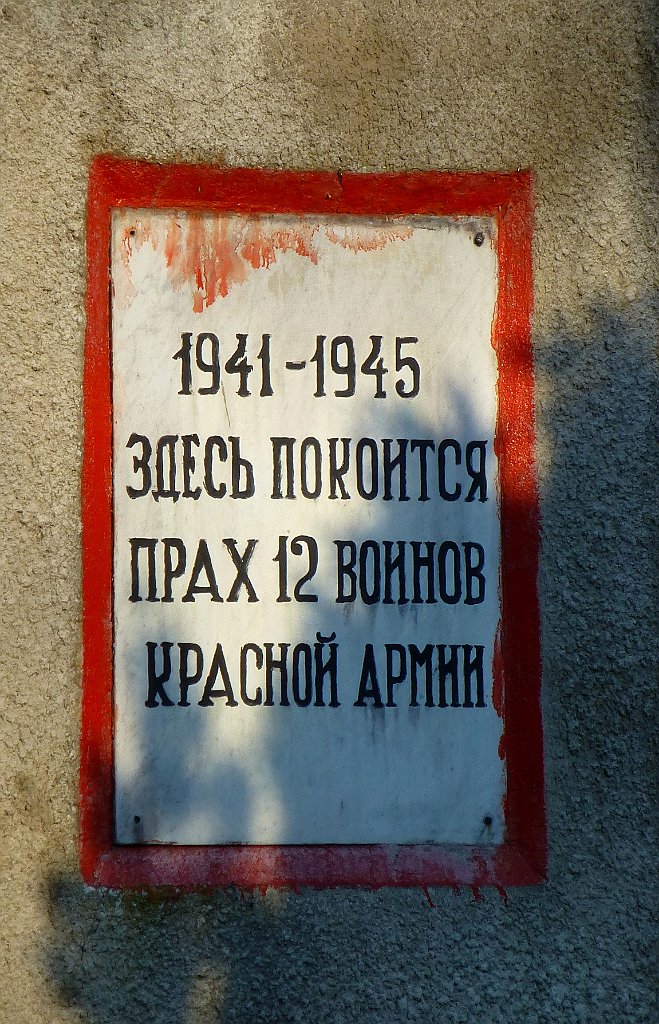 1941-1945
ЗДЕСЬ ПОКОИТСЯ
ПРАХ 12 ВОИНОВ
КРАСНОЙ АРМИИ